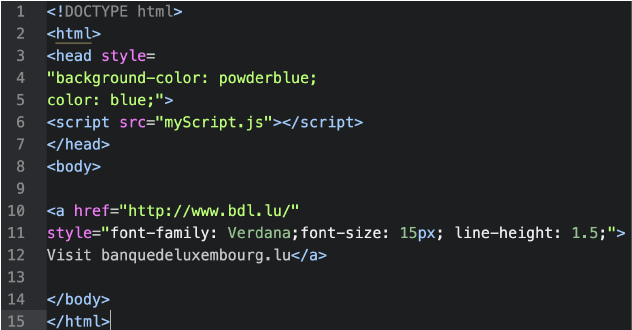 1 <!DOCTYPE html>
2 <html>
3 <head style=
4 "background-color: powderblue;
5 color: blue;">
6 <script src="myScript.js"></script>
7 </head>
8 <body>
9
10 <a href="http://www.bdl.lu/"
11 style="font-family: Verdana;font-size: 15px; line-height: 1.5;">
12 Visit banquedeluxembourg.lu</a>
13
14 </body>
15 </html>